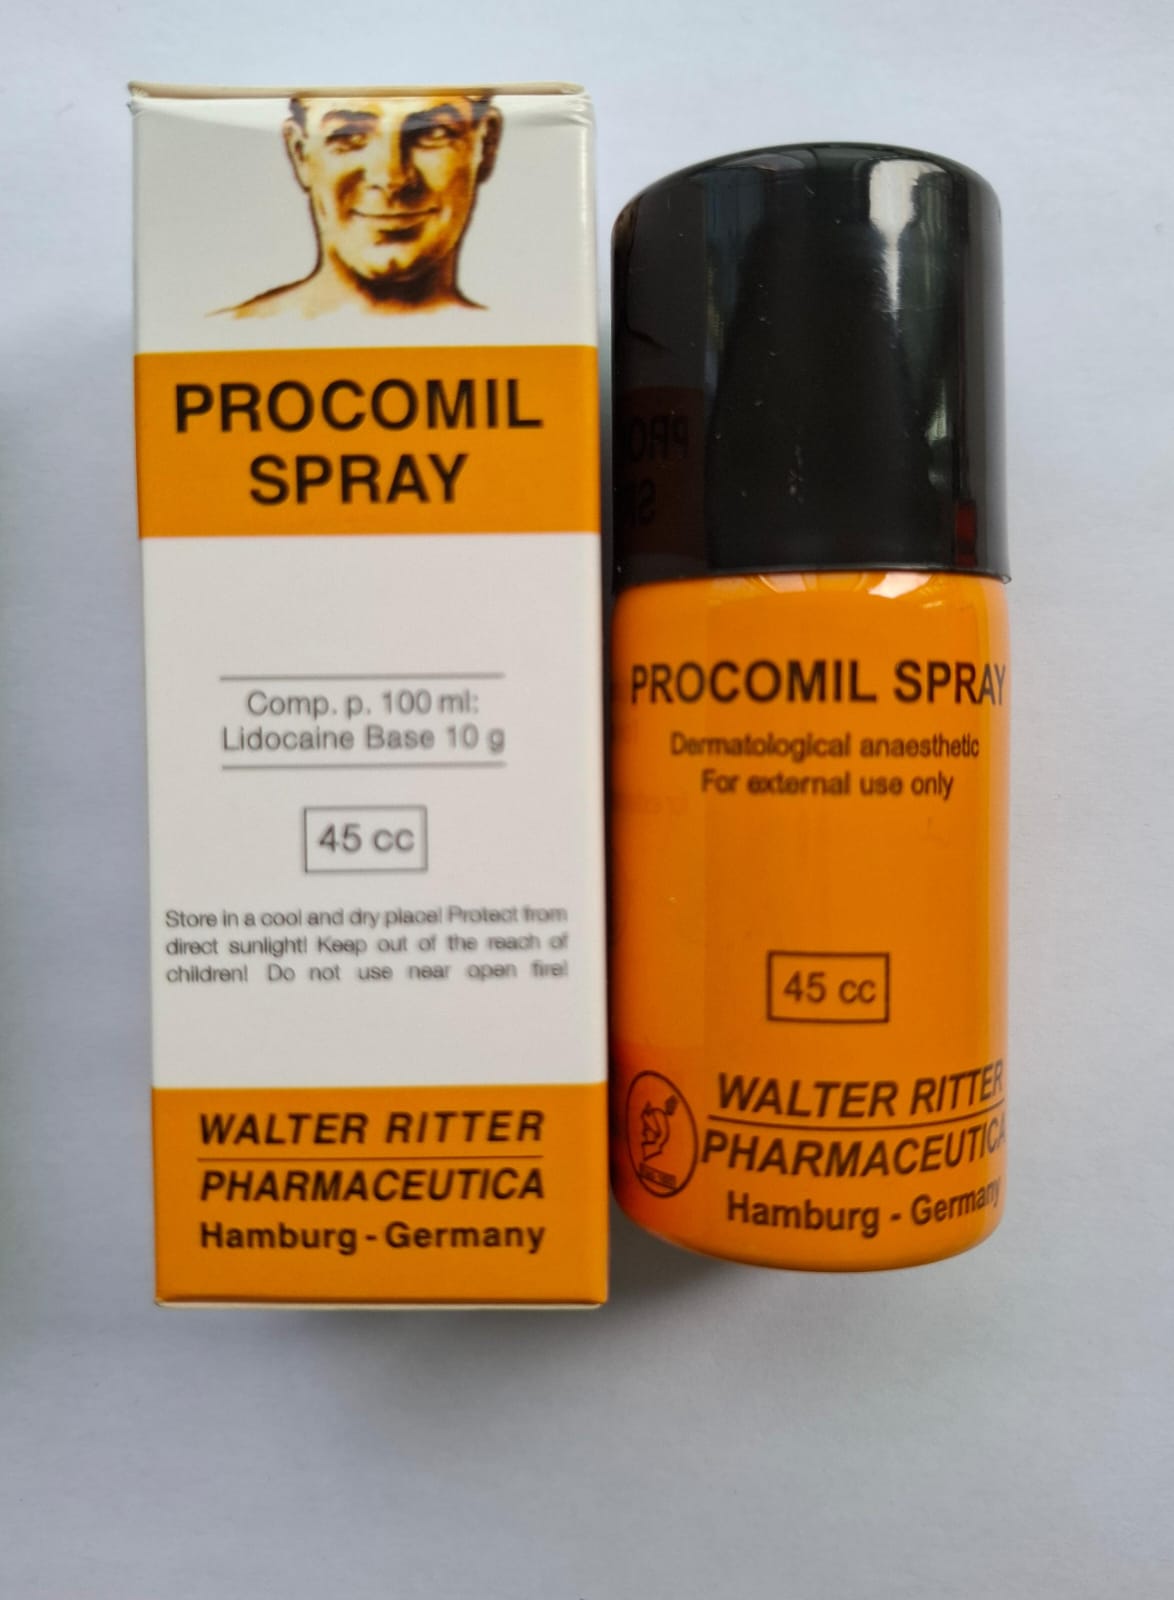 PROCOMIL
SPRAY
Comp. p. 100 ml:
Lidocaine Base 10 g
45 cc
Store in a cool and dry place! Protect from
direct sunlight! Keep out of the reach of
children! Do not use near open fire!
WALTER RITTER
PHARMACEUTICA
Hamburg - Germany
PROCOMIL SPRAY
Dermatological anaesthetic
For external use only
45 cc
WALTER RITTER
PHARMACEUTICA
Hamburg - Germany